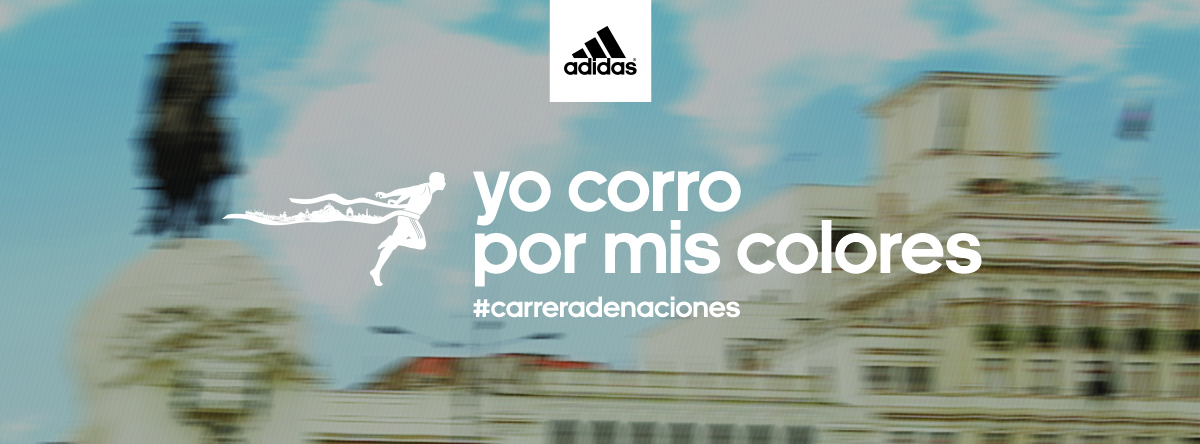 adidas
yo corro
por mis colores
#carreradenaciones